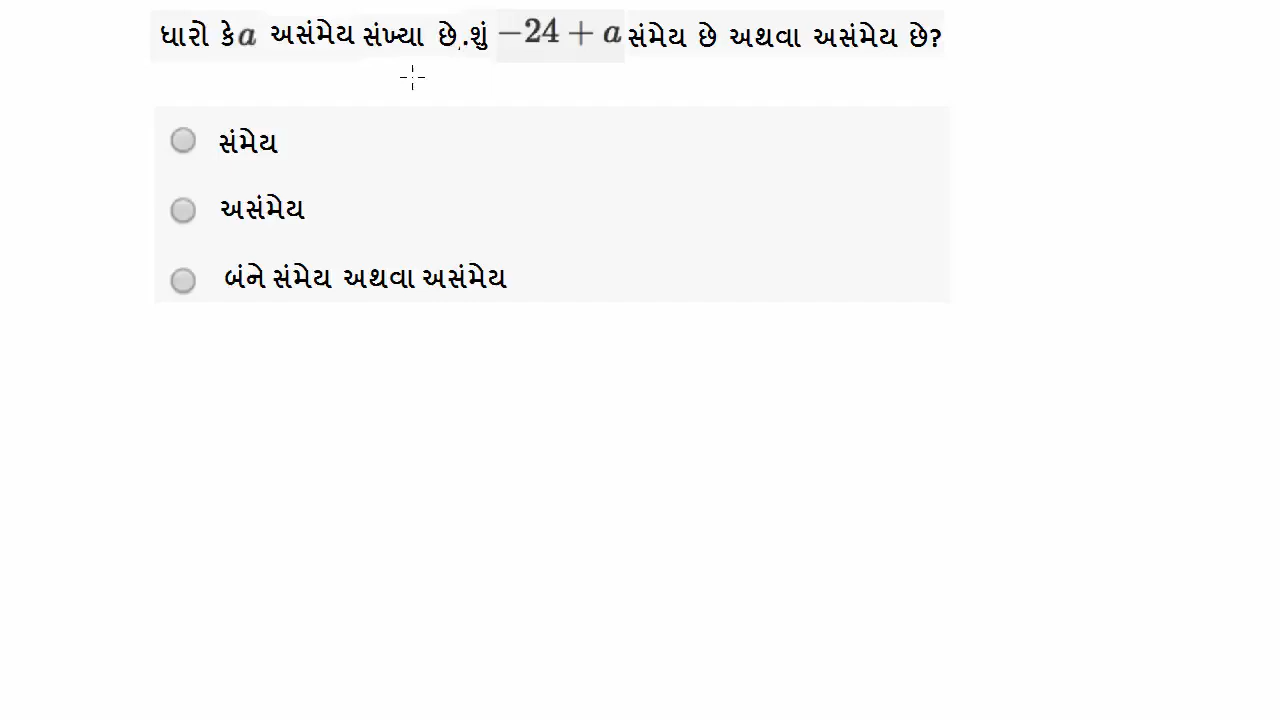 ધારો કે a અસંમેય સંખ્યા છે,.શું −24 + a સંમેય છે અથવા અસંમેય છે?
સંમેય
અસંમેય
બંને સંમેય અથવા અસંમેય